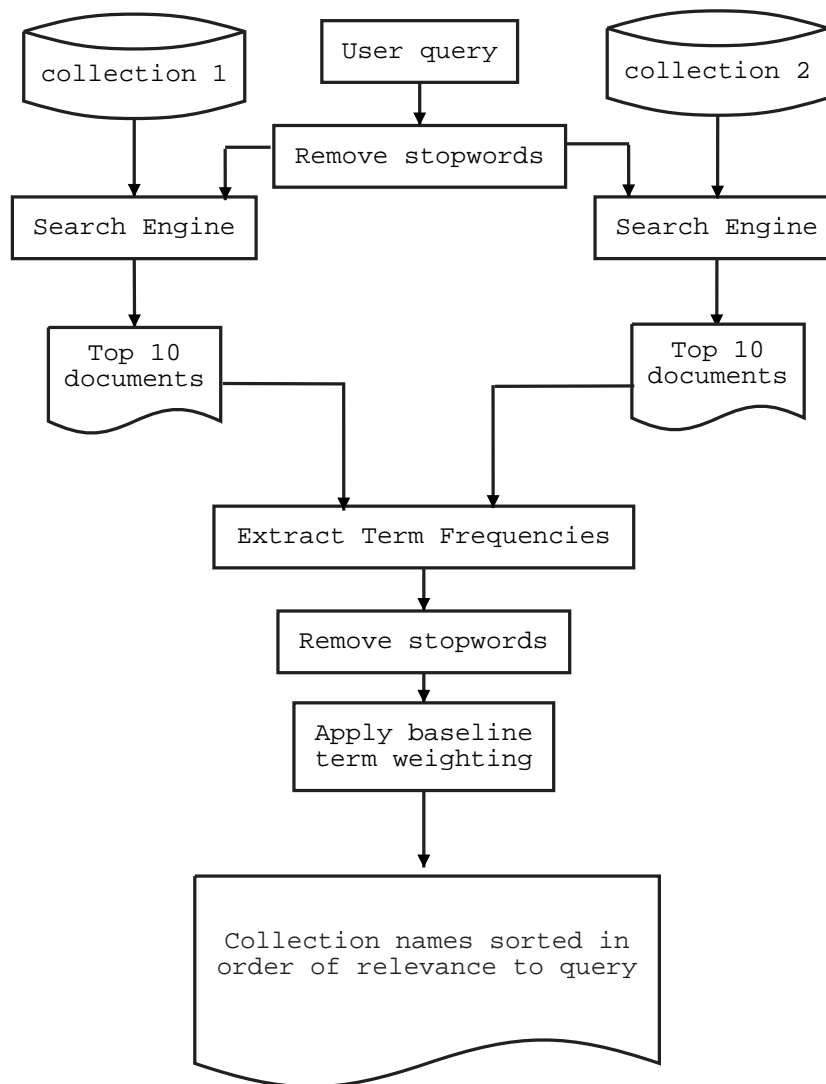 collection 1
User query
collection 2
Remove stopwords
Search Engine
Search Engine
Top 10
documents
Top 10
documents
Extract Term Frequencies
Remove stopwords
Apply baseline
term weighting
Collection names sorted in
order of relevance to query